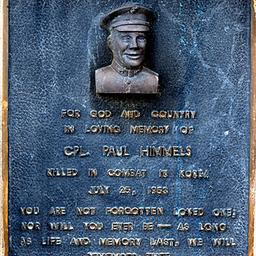 FOR GOD AND COUNTRY
IN LOVING MEMORY OF
CPL. PAUL HIMMELS
KILLED IN COMBAT IN KOREA
JULY 25, 1953
YOU ARE NOT FORGOTTEN LOVED ONE;
NOR WILL YOU EVER BE — AS LONG
AS LIFE AND MEMORY LAST, WE WILL
REMEMBER THEE